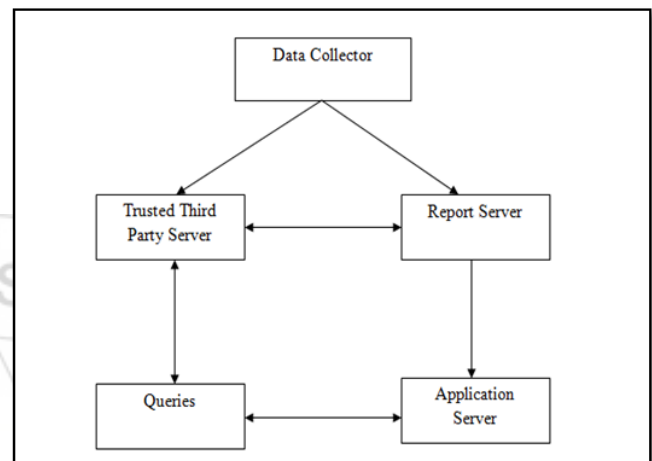 Data Collector
Trusted Third
Party Server
Report Server
Queries
Application
Server